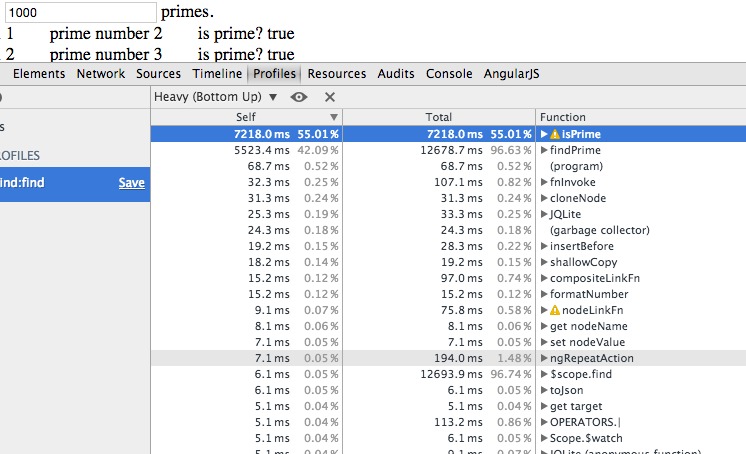 1000 primes.
1 prime number 2 is prime? true
2 prime number 3 is prime? true
Elements Network Sources Timeline Profiles Resources Audits Console AngularJS
Heavy (Bottom Up) ▼
Self ▼ Total Function
7218.0 ms 55.01% 7218.0 ms 55.01% isPrime
s
5523.4 ms 42.09% 12678.7 ms 96.63% findPrime
OFILES
68.7 ms 0.52% 68.7 ms 0.52% (program)
ind:find Save
32.3 ms 0.25% 107.1 ms 0.82% fnInvoke
31.3 ms 0.24% 31.3 ms 0.24% cloneNode
25.3 ms 0.19% 33.3 ms 0.25% JQLite
24.3 ms 0.18% 24.3 ms 0.18% (garbage collector)
19.2 ms 0.15% 28.3 ms 0.22% insertBefore
18.2 ms 0.14% 19.2 ms 0.15% shallowCopy
15.2 ms 0.12% 97.0 ms 0.74% compositeLinkFn
15.2 ms 0.12% 15.2 ms 0.12% formatNumber
9.1 ms 0.07% 75.8 ms 0.58% nodeLinkFn
8.1 ms 0.06% 8.1 ms 0.06% get nodeName
7.1 ms 0.05% 7.1 ms 0.05% set nodeValue
7.1 ms 0.05% 194.0 ms 1.48% ngRepeatAction
6.1 ms 0.05% 12693.9 ms 96.74% $scope.find
6.1 ms 0.05% 6.1 ms 0.05% toJson
5.1 ms 0.04% 5.1 ms 0.04% get target
5.1 ms 0.04% 113.2 ms 0.86% OPERATORS.|
5.1 ms 0.04% 6.1 ms 0.05% Scope.$watch
5.1 ms 0.04% 9.1 ms 0.07% JQLite (anonymous function)